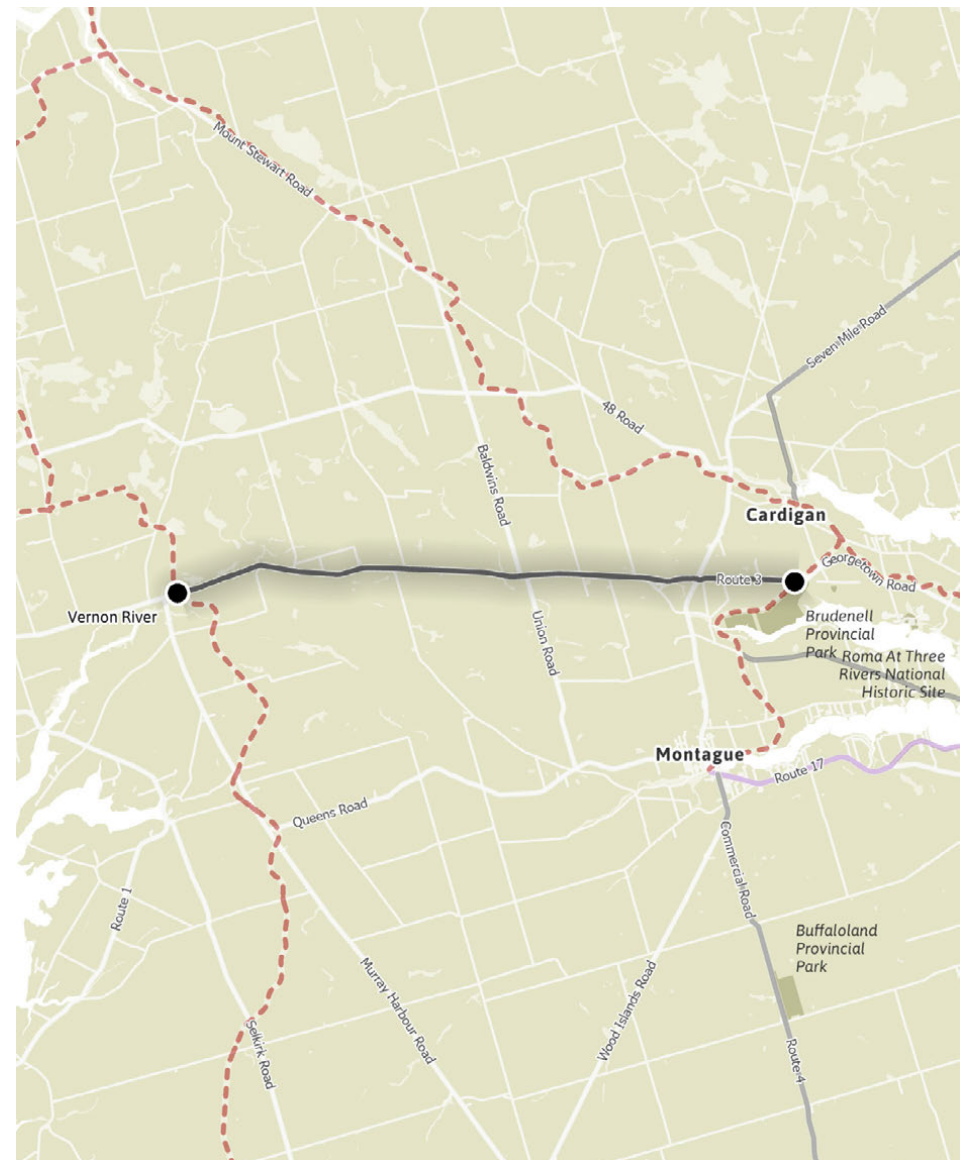 Mount Stewart Road
Seven Mile Road
48 Road
Baldwins Road
Cardigan
Georgetown Road
Route 3
Vernon River
Union Road
Brudenell
Provincial
Park
Roma At Three
Rivers National
Historic Site
Montague
Route 17
Queens Road
Commercial Road
Route 1
Buffaloland
Provincial
Park
Murray Harbour Road
Wood Islands Road
Selkirk Road
Route 4